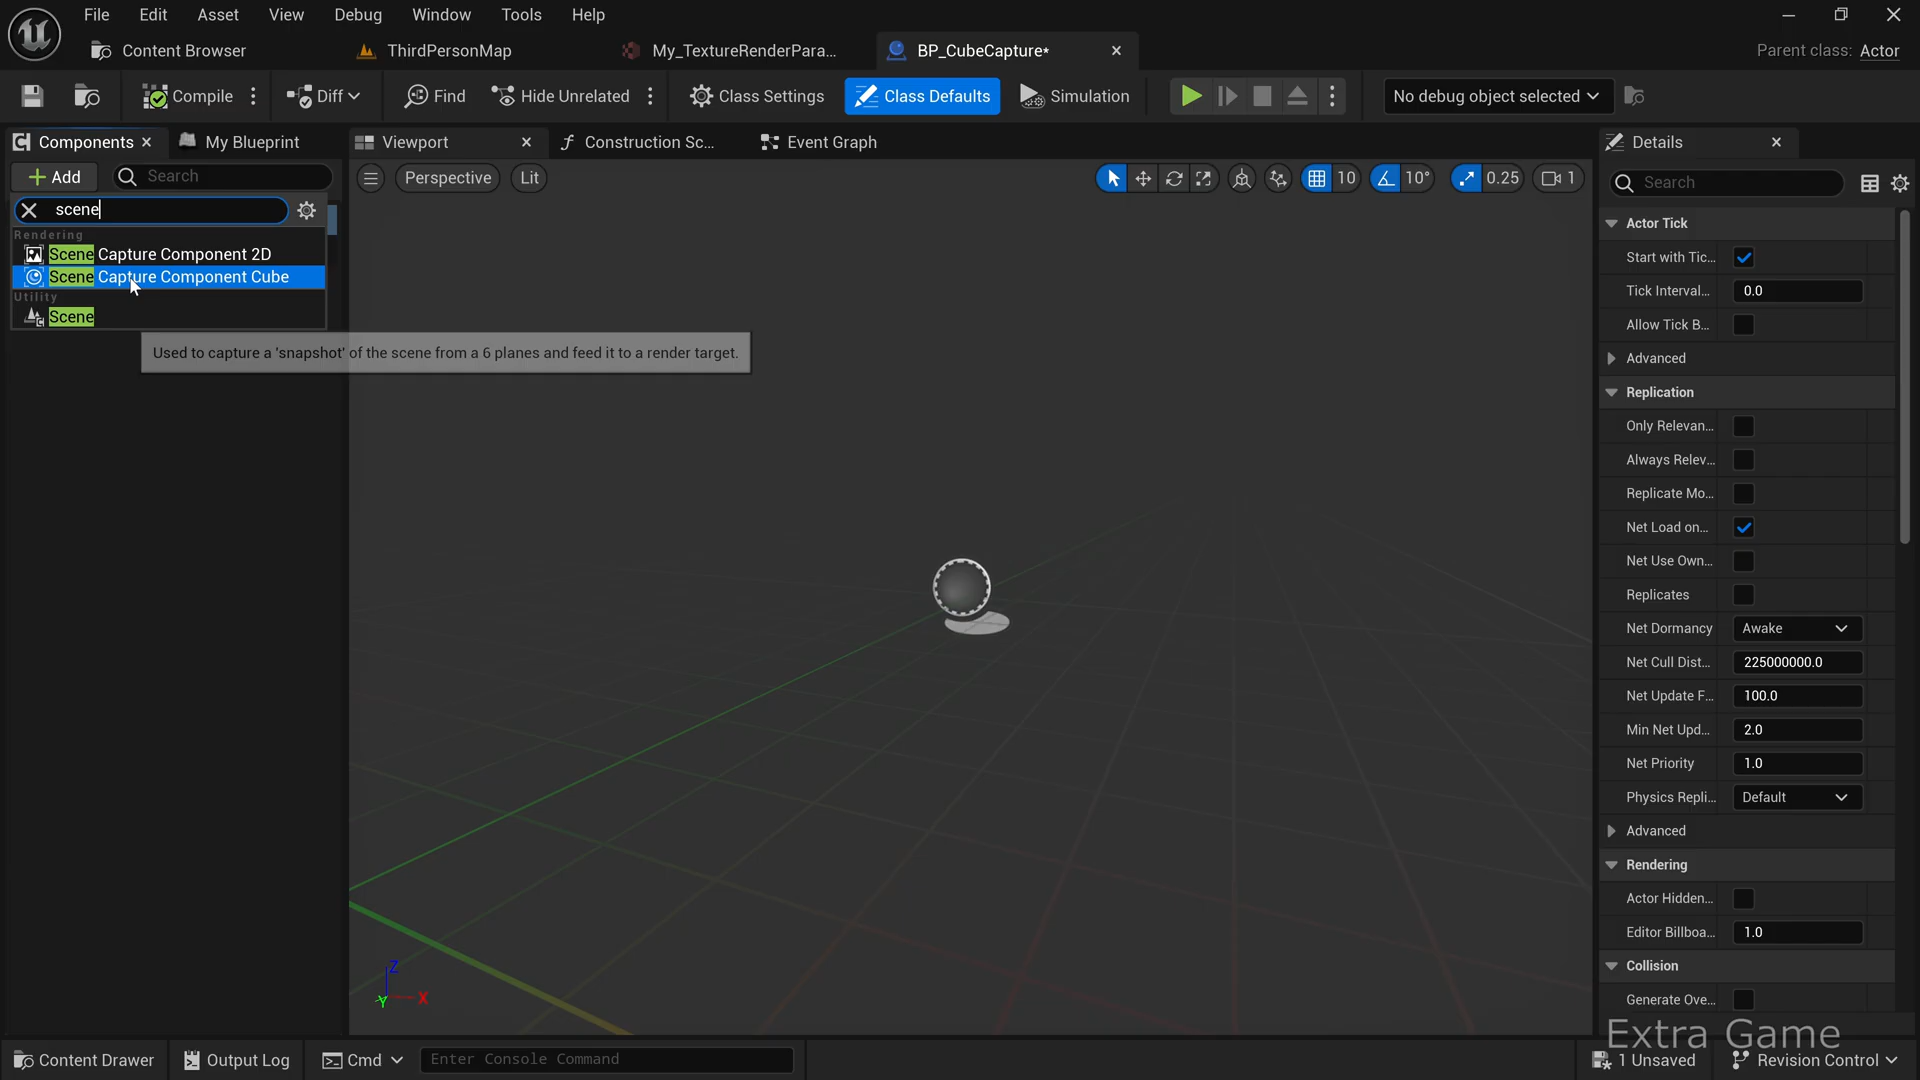 File Edit Asset View Debug Window Tools Help
Content Browser ThirdPersonMap My_TextureRenderPara... BP_CubeCapture* Parent class: Actor
Compile Diff Find Hide Unrelated Class Settings Class Defaults Simulation No debug object selected
Components My Blueprint Viewport Construction Sc... Event Graph Details
Add Search Perspective Lit 10 10° 0.25 1 Search
scene
Rendering
Scene Capture Component 2D
Scene Capture Component Cube
Utility
Scene
Used to capture a 'snapshot' of the scene from a 6 planes and feed it to a render target.
Actor Tick
Start with Tic...
Tick Interval... 0.0
Allow Tick B...
Advanced
Replication
Only Relevan...
Always Relev...
Replicate Mo...
Net Load on...
Net Use Own...
Replicates
Net Dormancy Awake
Net Cull Dist... 225000000.0
Net Update F... 100.0
Min Net Upd... 2.0
Net Priority 1.0
Physics Repli... Default
Advanced
Rendering
Actor Hidden...
Editor Billboa... 1.0
Collision
Generate Ove...
Z
Y X
Extra Game
Content Drawer Output Log Cmd Enter Console Command 1 Unsaved Revision Control